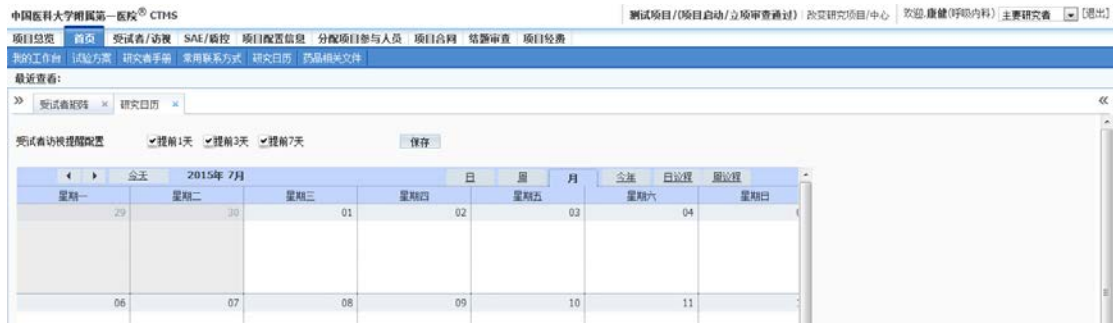 中国医科大学附属第一医院® CTMS 测试项目/(项目启动/立项审查通过) 改变研究项目/中心 欢迎.康健(呼吸内科) 主要研究者 [退出]
项目总览 首页 受试者/访视 SAE/质控 项目配置信息 分配项目参与人员 项目合同 结题审查 项目经费
我的工作台 试验方案 研究者手册 常用联系方式 研究日历 药品相关文件
最近查看:
» 受试者矩阵 × 研究日历 × «
受试者访视提醒配置 提前1天 提前3天 提前7天 保存
今天 2015年 7月 日 周 月 今年 日议程 周议程
星期一 星期二 星期三 星期四 星期五 星期六 星期日
29 30 01 02 03 04
06 07 08 09 10 11